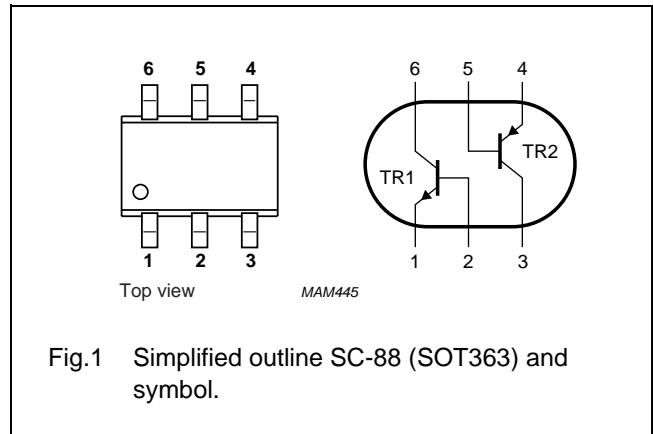 6 5 4
1 2 3
Top view
6 5 4
TR1
TR2
1 2 3
MAM445
Fig.1 Simplified outline SC-88 (SOT363) and
symbol.